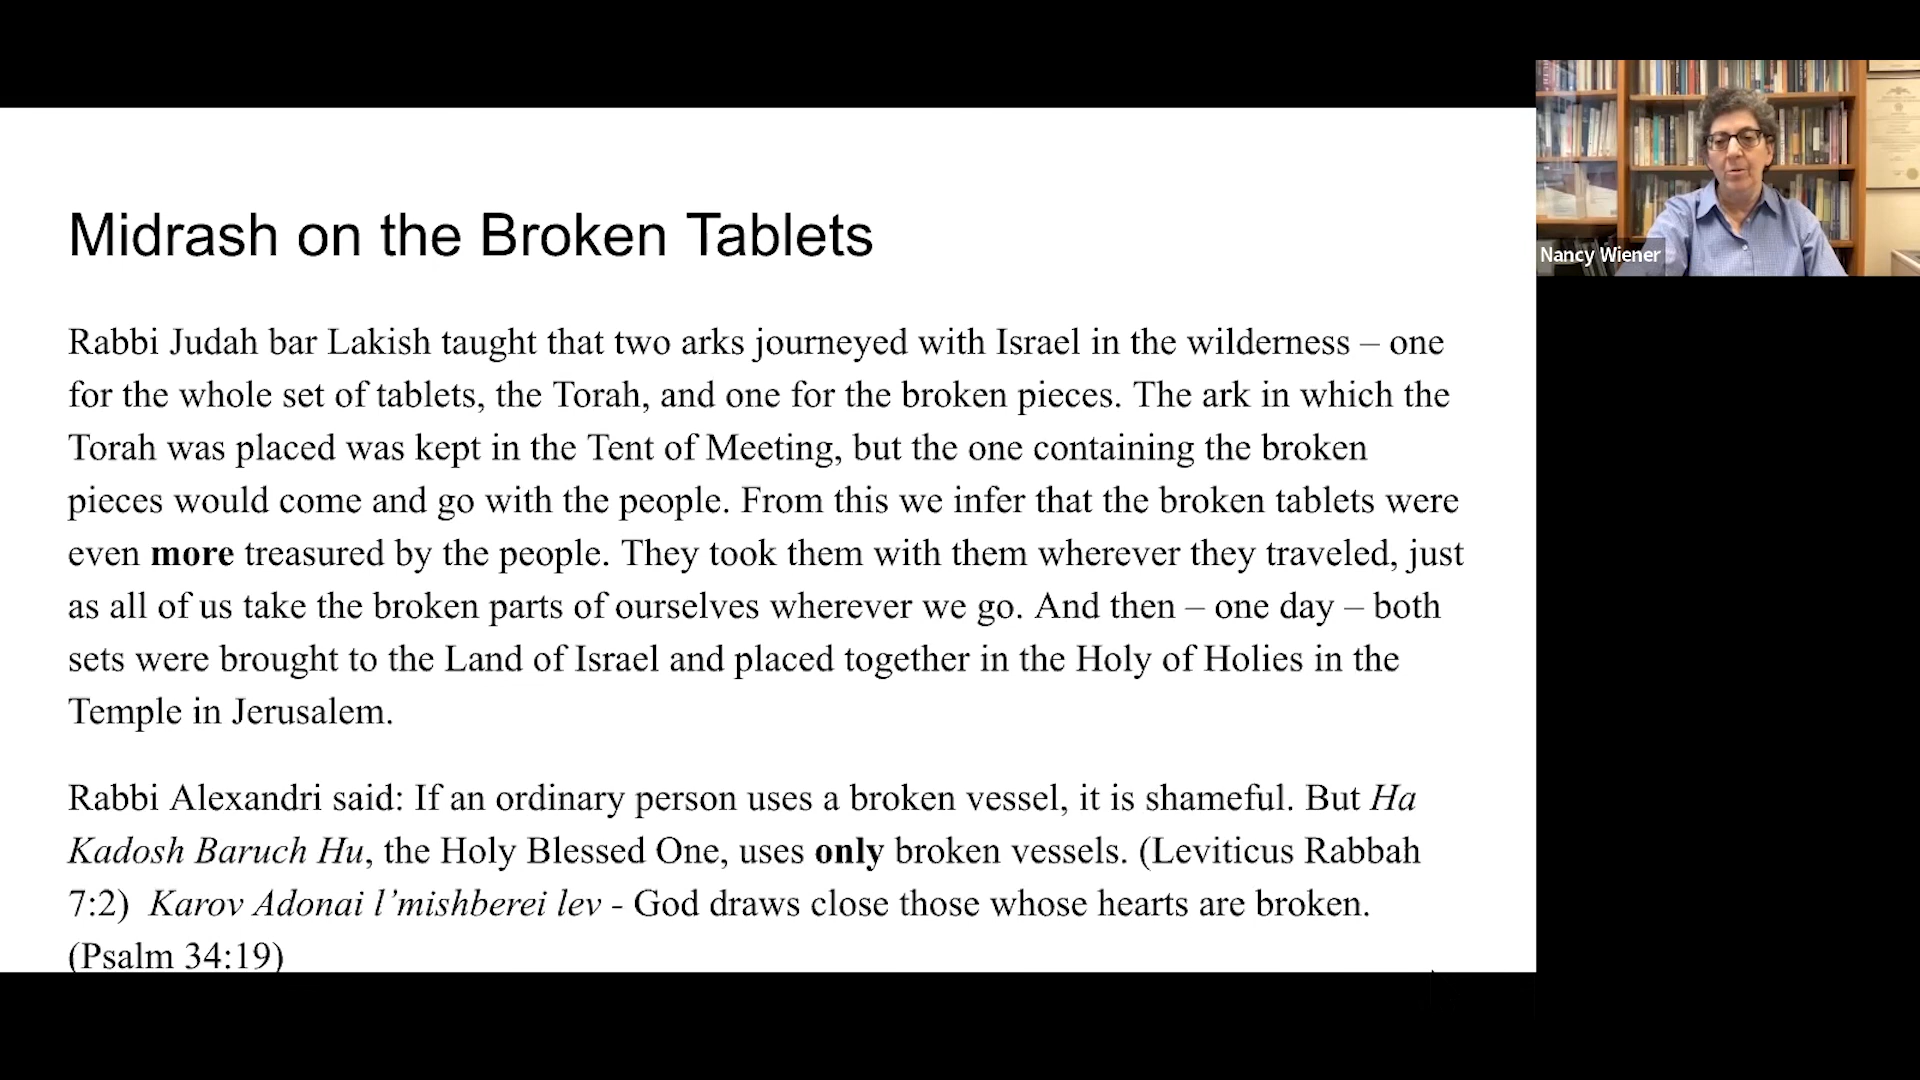 Midrash on the Broken Tablets
Rabbi Judah bar Lakish taught that two arks journeyed with Israel in the wilderness – one
for the whole set of tablets, the Torah, and one for the broken pieces. The ark in which the
Torah was placed was kept in the Tent of Meeting, but the one containing the broken
pieces would come and go with the people. From this we infer that the broken tablets were
even more treasured by the people. They took them with them wherever they traveled, just
as all of us take the broken parts of ourselves wherever we go. And then – one day – both
sets were brought to the Land of Israel and placed together in the Holy of Holies in the
Temple in Jerusalem.
Rabbi Alexandri said: If an ordinary person uses a broken vessel, it is shameful. But Ha
Kadosh Baruch Hu, the Holy Blessed One, uses only broken vessels. (Leviticus Rabbah
7:2)  Karov Adonai l’mishberei lev - God draws close those whose hearts are broken.
(Psalm 34:19)
Nancy Wiener